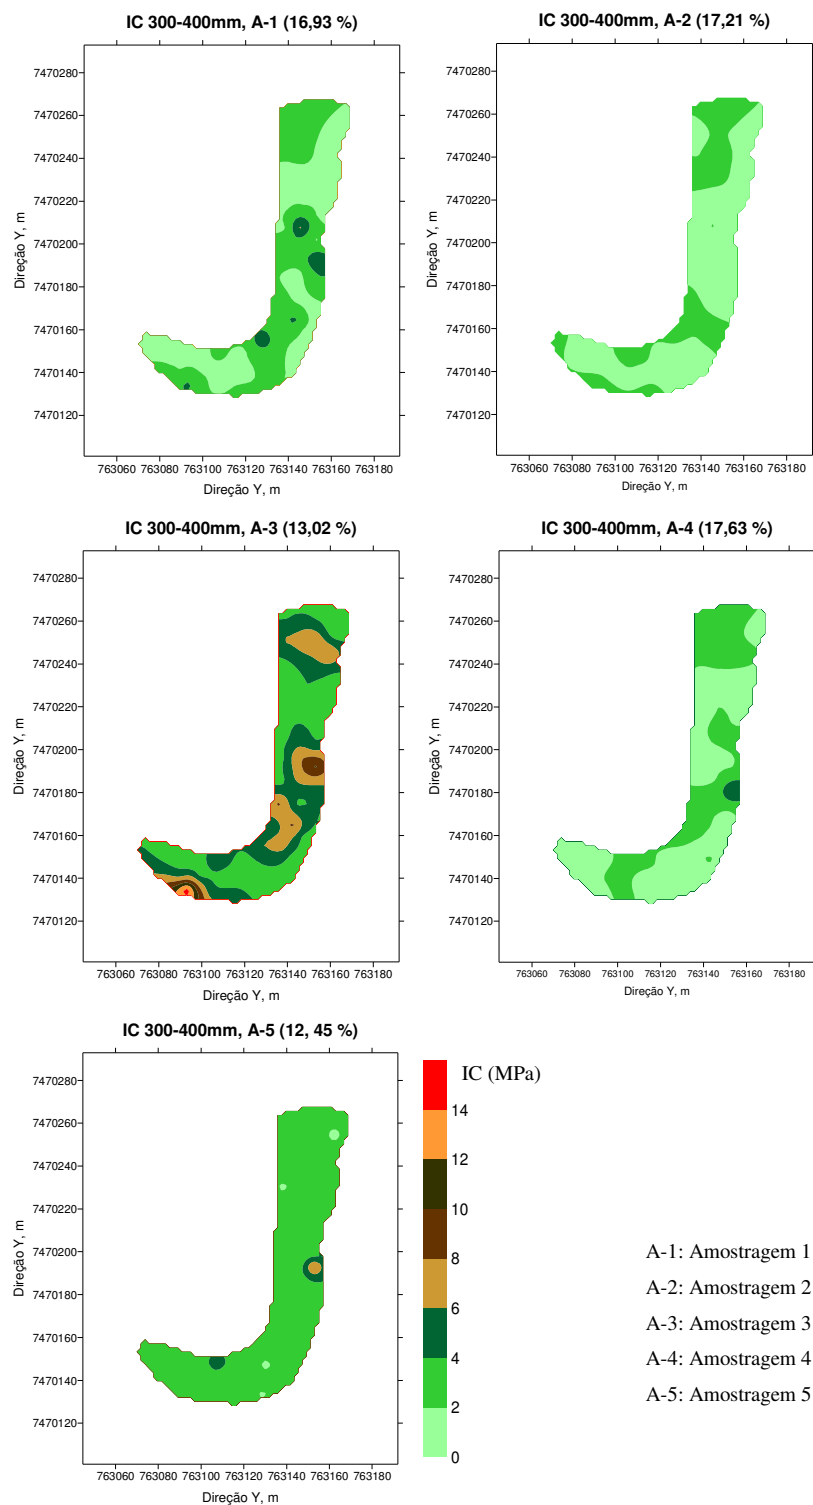 IC 300-400mm, A-1 (16,93 %)
IC 300-400mm, A-2 (17,21 %)
7470280
7470260
7470240
7470220
7470200
7470180
7470160
7470140
7470120
Direção Y, m
763060 763080 763100 763120 763140 763160 763180
Direção Y, m
7470280
7470260
7470240
7470220
7470200
7470180
7470160
7470140
7470120
Direção Y, m
763060 763080 763100 763120 763140 763160 763180
Direção Y, m
IC 300-400mm, A-3 (13,02 %)
IC 300-400mm, A-4 (17,63 %)
7470280
7470260
7470240
7470220
7470200
7470180
7470160
7470140
7470120
Direção Y, m
763060 763080 763100 763120 763140 763160 763180
Direção Y, m
7470280
7470260
7470240
7470220
7470200
7470180
7470160
7470140
7470120
Direção Y, m
763060 763080 763100 763120 763140 763160 763180
Direção Y, m
IC 300-400mm, A-5 (12, 45 %)
7470280
7470260
7470240
7470220
7470200
7470180
7470160
7470140
7470120
Direção Y, m
763060 763080 763100 763120 763140 763160 763180
Direção Y, m
IC (MPa)
14
12
10
8
6
4
2
0
A-1: Amostragem 1
A-2: Amostragem 2
A-3: Amostragem 3
A-4: Amostragem 4
A-5: Amostragem 5